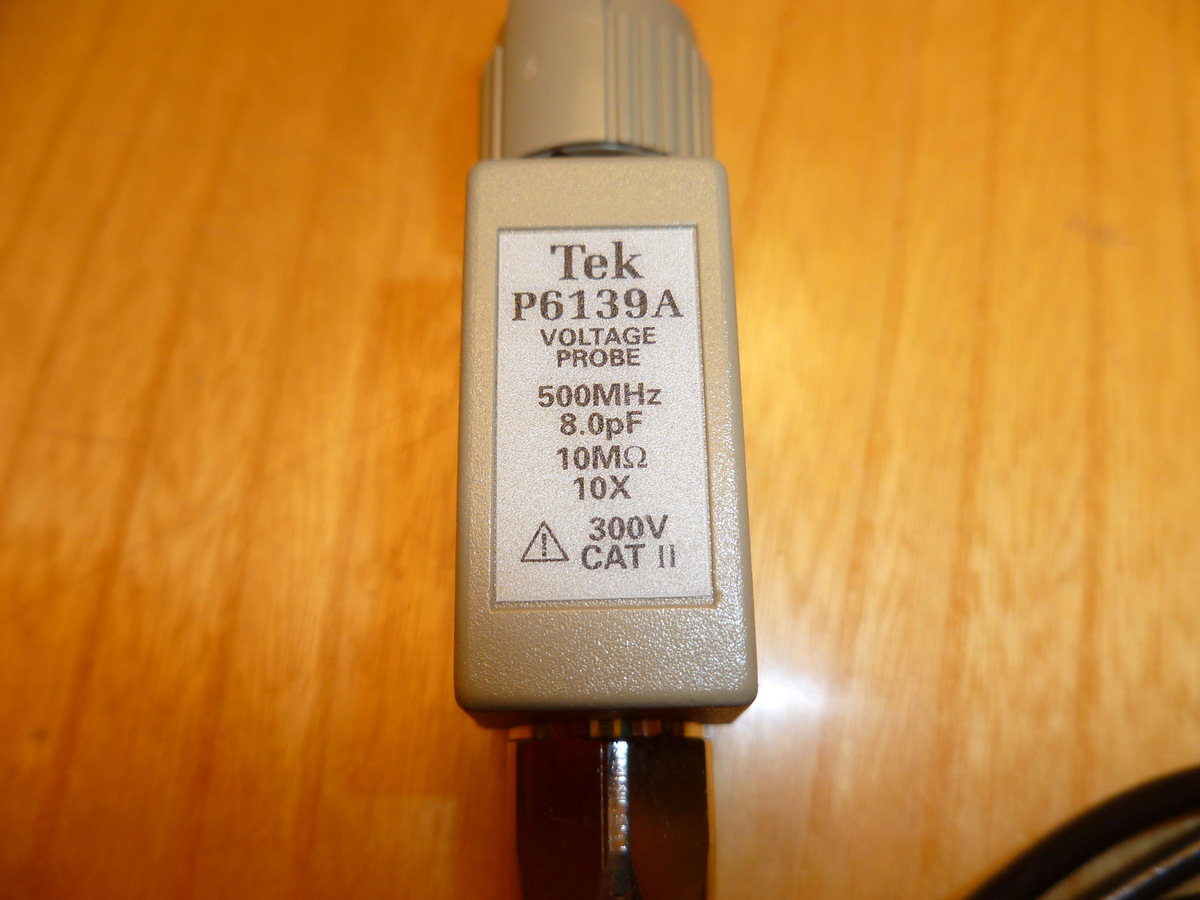 Tek
P6139A
VOLTAGE
PROBE
500MHz
8.0pF
10MΩ
10X
300V
CAT II